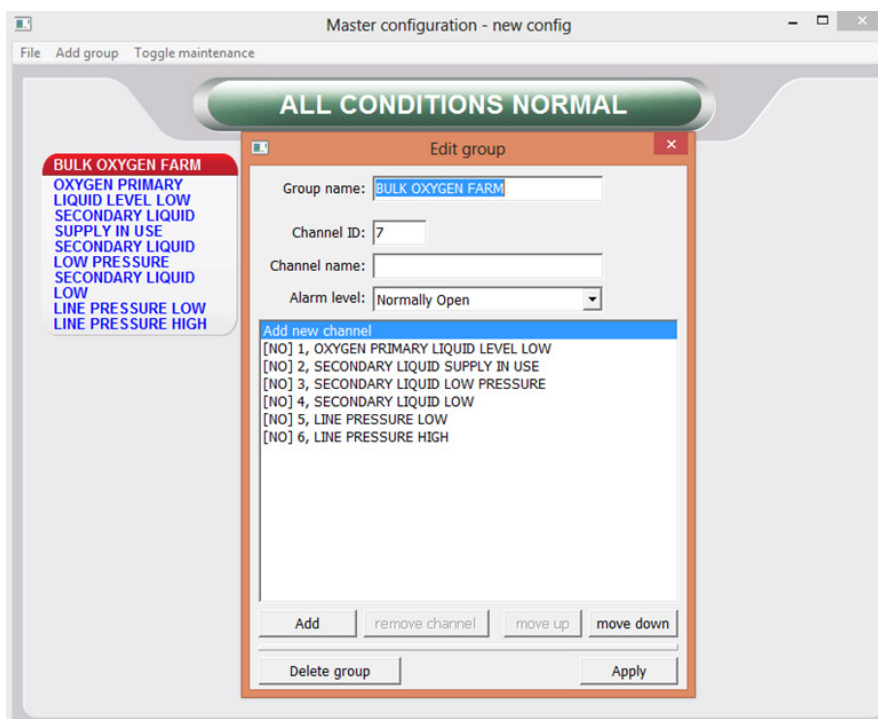 Master configuration - new config
File Add group Toggle maintenance
ALL CONDITIONS NORMAL
BULK OXYGEN FARM
OXYGEN PRIMARY
LIQUID LEVEL LOW
SECONDARY LIQUID
SUPPLY IN USE
SECONDARY LIQUID
LOW PRESSURE
SECONDARY LIQUID
LOW
LINE PRESSURE LOW
LINE PRESSURE HIGH
Edit group
Group name: BULK OXYGEN FARM
Channel ID: 7
Channel name:
Alarm level: Normally Open
Add new channel
[NO] 1, OXYGEN PRIMARY LIQUID LEVEL LOW
[NO] 2, SECONDARY LIQUID SUPPLY IN USE
[NO] 3, SECONDARY LIQUID LOW PRESSURE
[NO] 4, SECONDARY LIQUID LOW
[NO] 5, LINE PRESSURE LOW
[NO] 6, LINE PRESSURE HIGH
Add remove channel move up move down
Delete group Apply